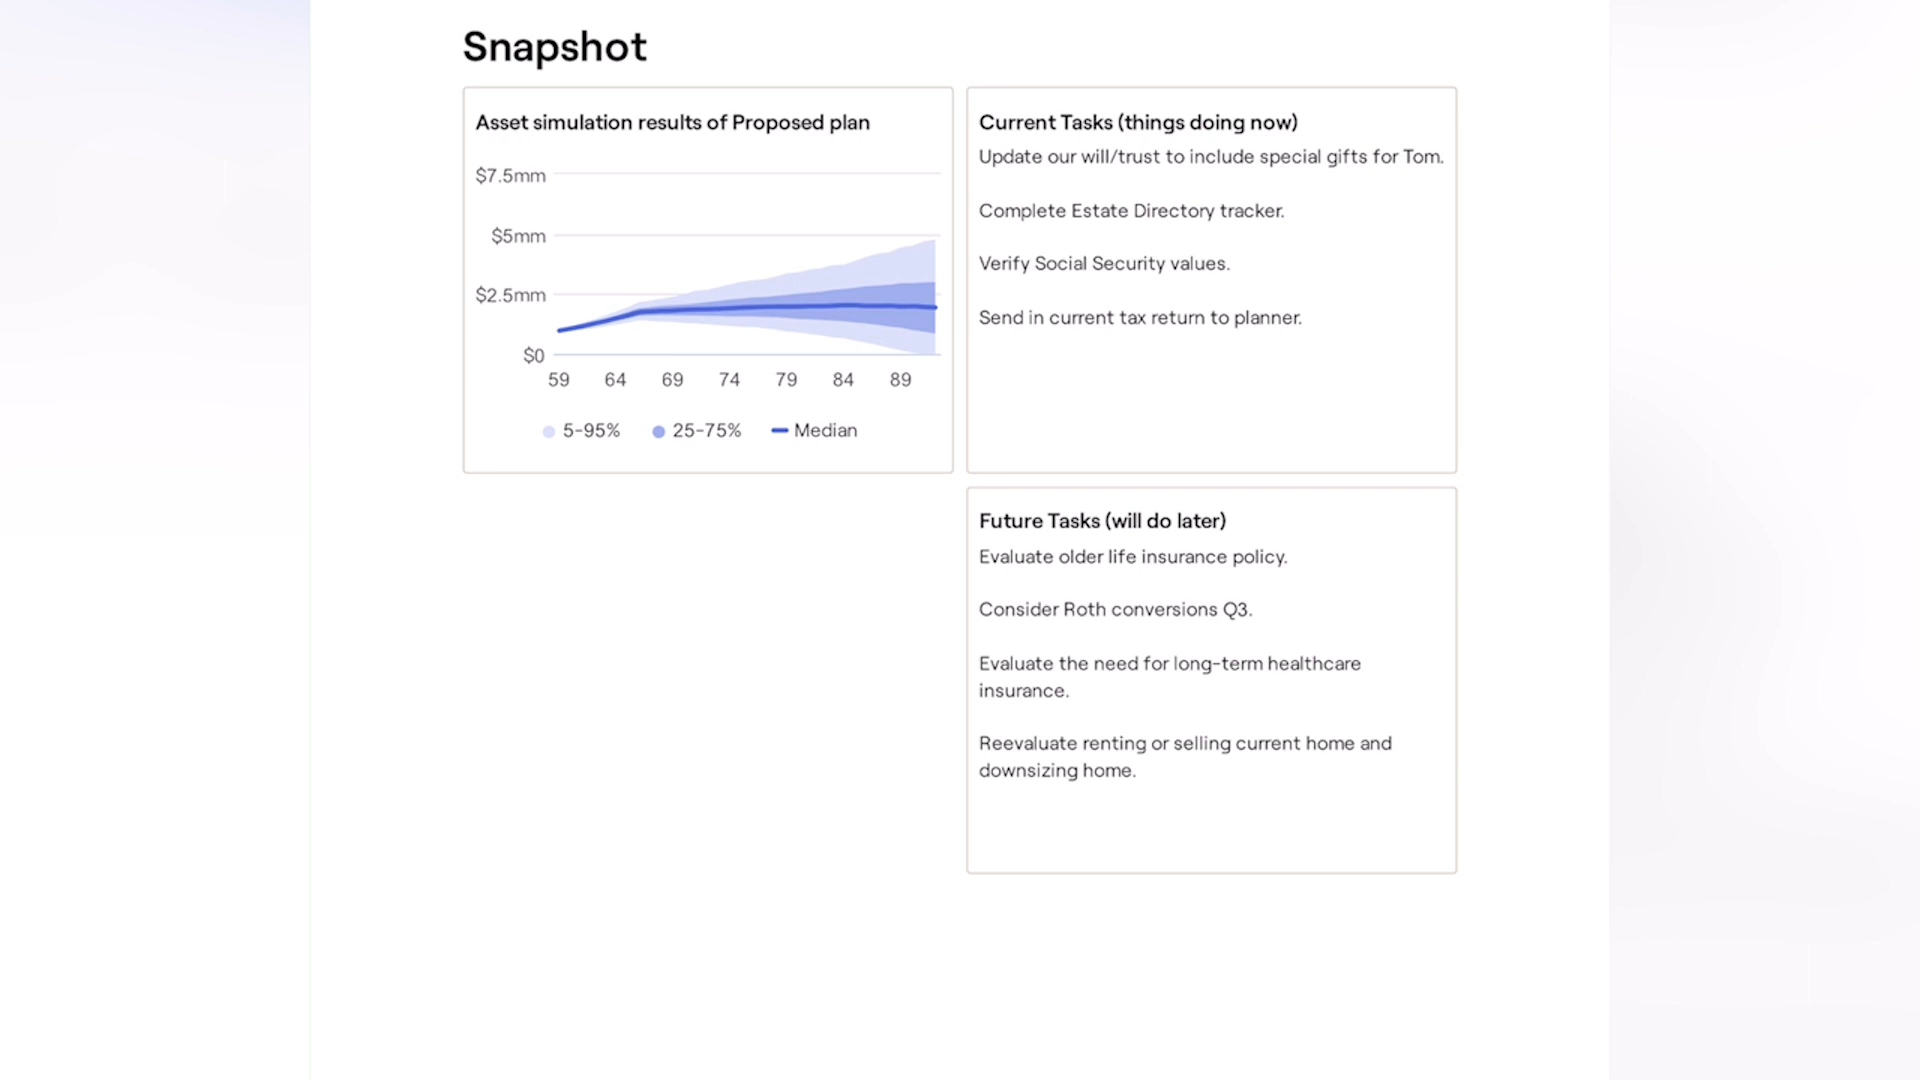 Snapshot
Asset simulation results of Proposed plan
$7.5mm
$5mm
$2.5mm
$0
59 64 69 74 79 84 89
5-95% 25-75% Median
Current Tasks (things doing now)
Update our will/trust to include special gifts for Tom.
Complete Estate Directory tracker.
Verify Social Security values.
Send in current tax return to planner.
Future Tasks (will do later)
Evaluate older life insurance policy.
Consider Roth conversions Q3.
Evaluate the need for long-term healthcare
insurance.
Reevaluate renting or selling current home and
downsizing home.